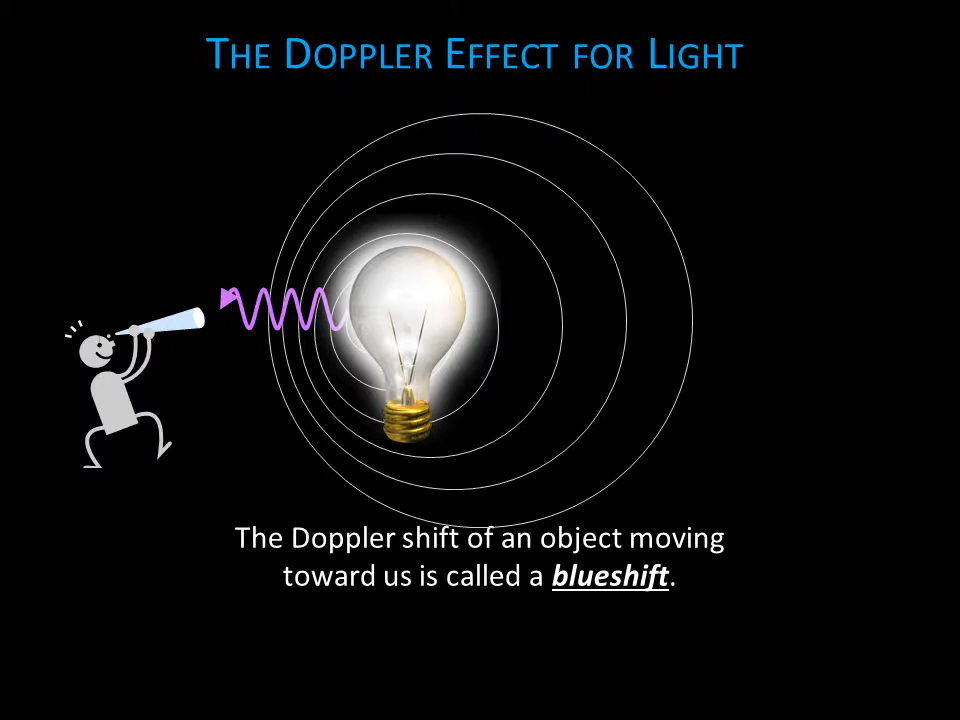 THE DOPPLER EFFECT FOR LIGHT
The Doppler shift of an object moving
toward us is called a blueshift.